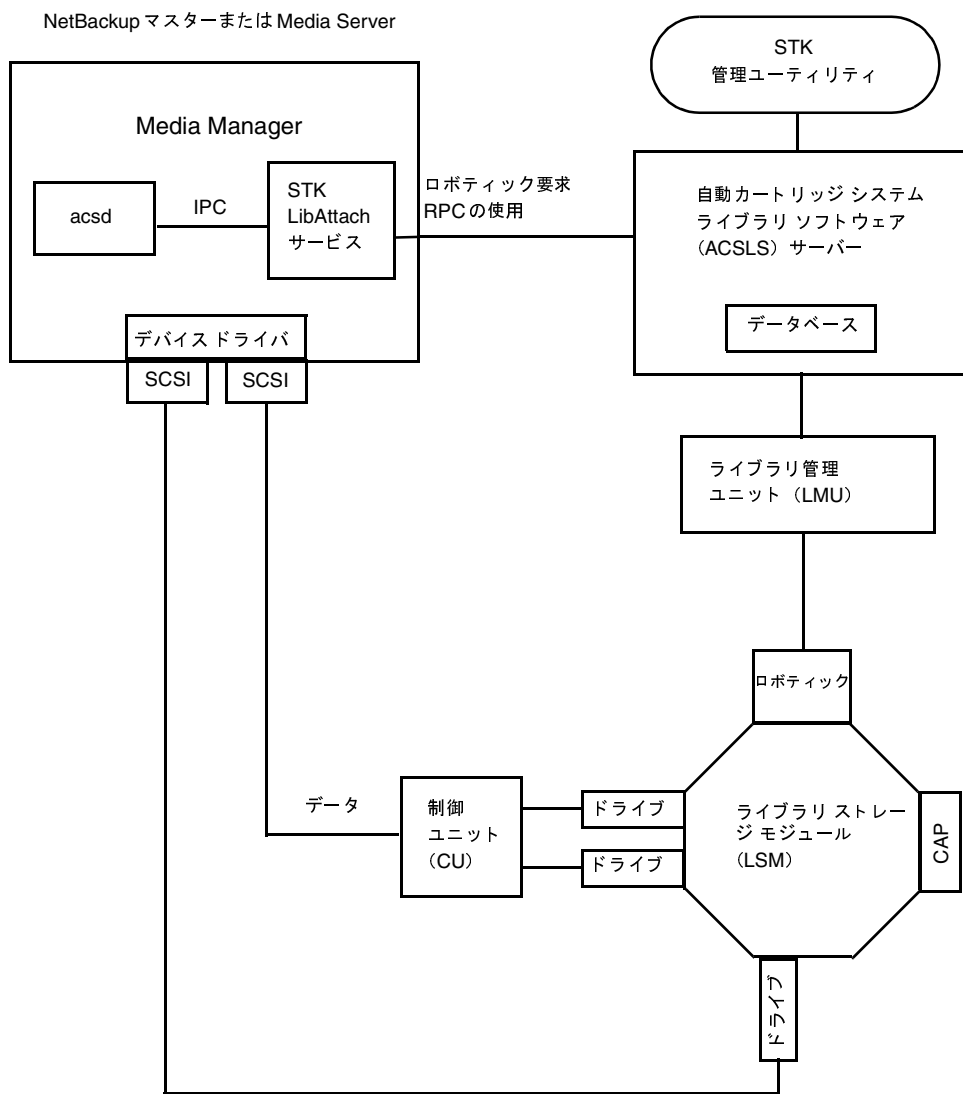 NetBackup マスターまたは Media Server
STK
管理ユーティリティ
Media Manager
acsd
IPC
STK
LibAttach
サービス
ロボティック要求
RPC の使用
自動カートリッジ システム
ライブラリ ソフトウェア
(ACSLS) サーバー
データベース
デバイス ドライバ
SCSI
SCSI
ライブラリ管理
ユニット (LMU)
ロボティック
データ
制御
ユニット
(CU)
ドライブ
ドライブ
ライブラリ ストレー
ジ モジュール
(LSM)
CAP
ドライブ